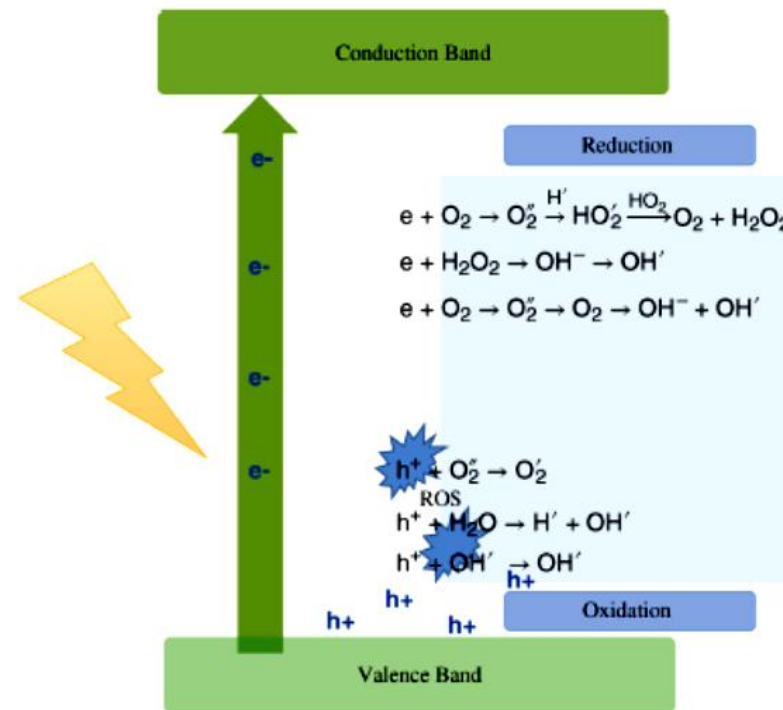 Conduction Band
e-
Reduction
e + O₂ → O₂″ H′→ HO₂′ HO₂→ O₂ + H₂O₂
e-
e + H₂O₂ → OH⁻ → OH′
e + O₂ → O₂″ → O₂ → OH⁻ + OH′
e-
e-
h⁺ + O₂″ → O₂′
ROS
h⁺ + H₂O → H′ + OH′
h⁺ + OH′ → OH′
h+
h+
h+
h+
Oxidation
Valence Band